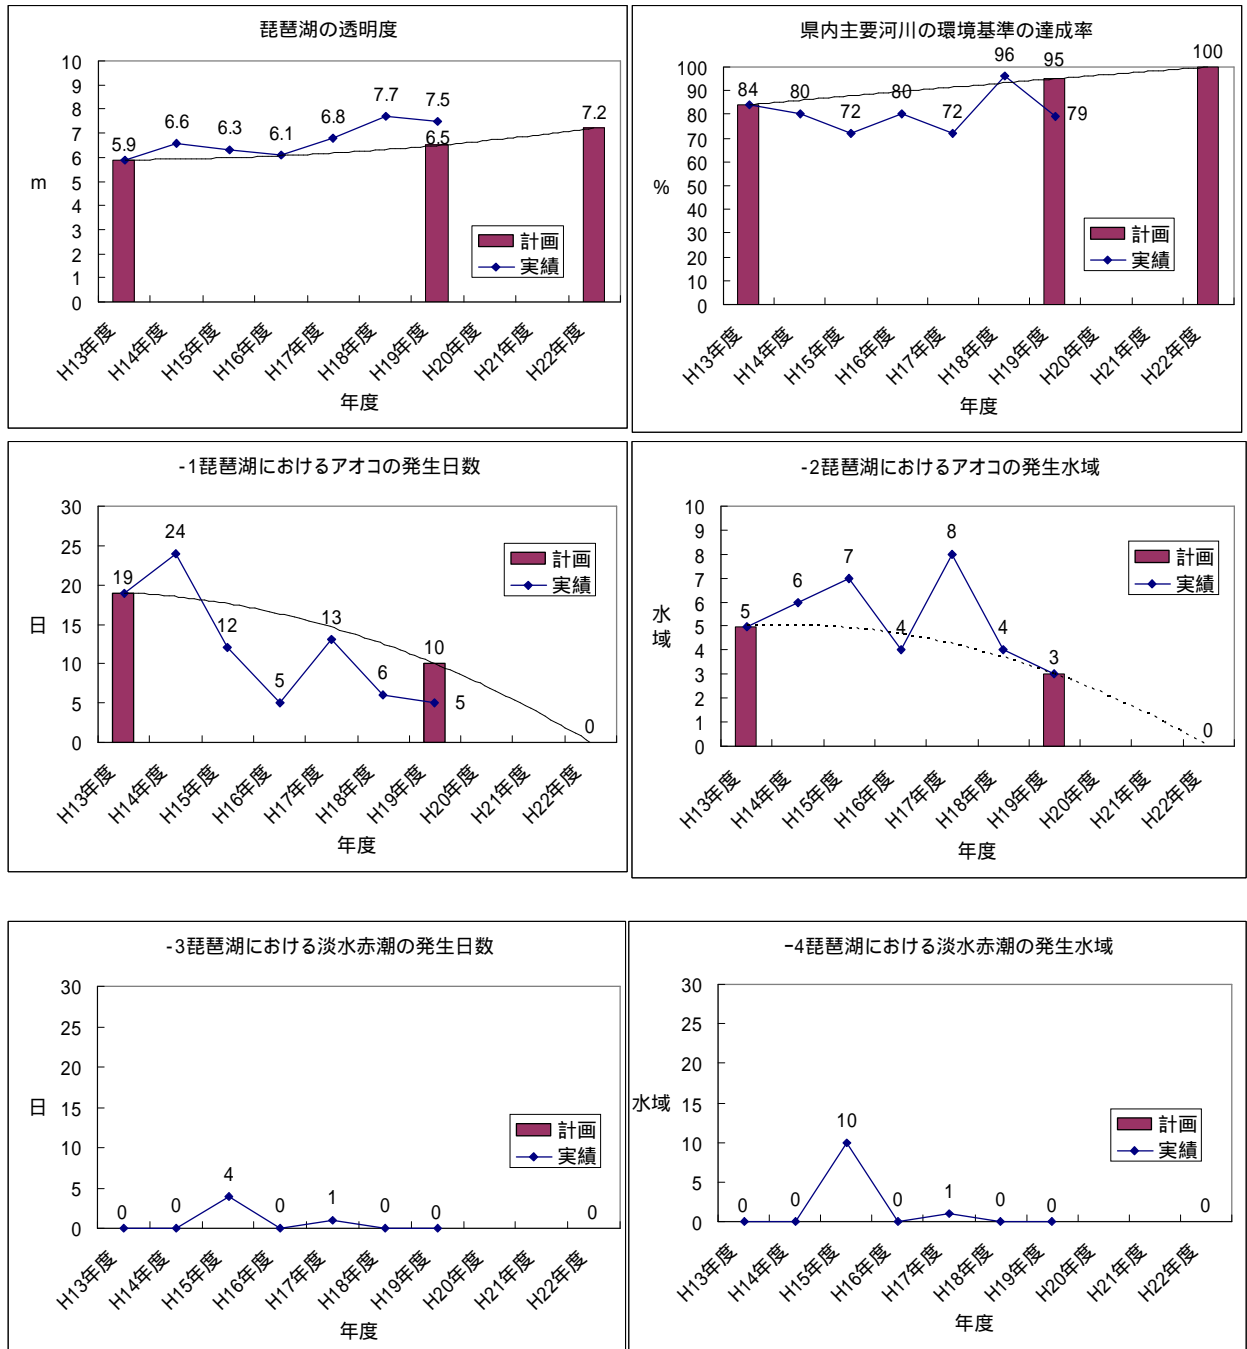 琵琶湖の透明度
10
9
8
7
6
5
4
3
2
1
0
m
5.9
6.6
6.3
6.1
6.8
7.7
7.5
6.5
7.2
計画
実績
H13年度
H14年度
H15年度
H16年度
H17年度
H18年度
H19年度
H20年度
H21年度
H22年度
年度
県内主要河川の環境基準の達成率
100
90
80
70
60
50
40
30
20
10
0
%
84
80
72
80
72
96
95
79
100
計画
実績
H13年度
H14年度
H15年度
H16年度
H17年度
H18年度
H19年度
H20年度
H21年度
H22年度
年度
-1琵琶湖におけるアオコの発生日数
30
25
20
15
10
5
0
日
19
24
12
5
13
6
10
5
0
計画
実績
H13年度
H14年度
H15年度
H16年度
H17年度
H18年度
H19年度
H20年度
H21年度
H22年度
年度
-2琵琶湖におけるアオコの発生水域
10
9
8
7
6
5
4
3
2
1
0
水域
5
6
7
4
8
4
3
0
計画
実績
H13年度
H14年度
H15年度
H16年度
H17年度
H18年度
H19年度
H20年度
H21年度
H22年度
年度
-3琵琶湖における淡水赤潮の発生日数
30
25
20
15
10
5
0
日
0
0
4
0
1
0
0
0
計画
実績
H13年度
H14年度
H15年度
H16年度
H17年度
H18年度
H19年度
H20年度
H21年度
H22年度
年度
-4琵琶湖における淡水赤潮の発生水域
30
25
20
15
10
5
0
水域
0
0
10
0
1
0
0
0
計画
実績
H13年度
H14年度
H15年度
H16年度
H17年度
H18年度
H19年度
H20年度
H21年度
H22年度
年度